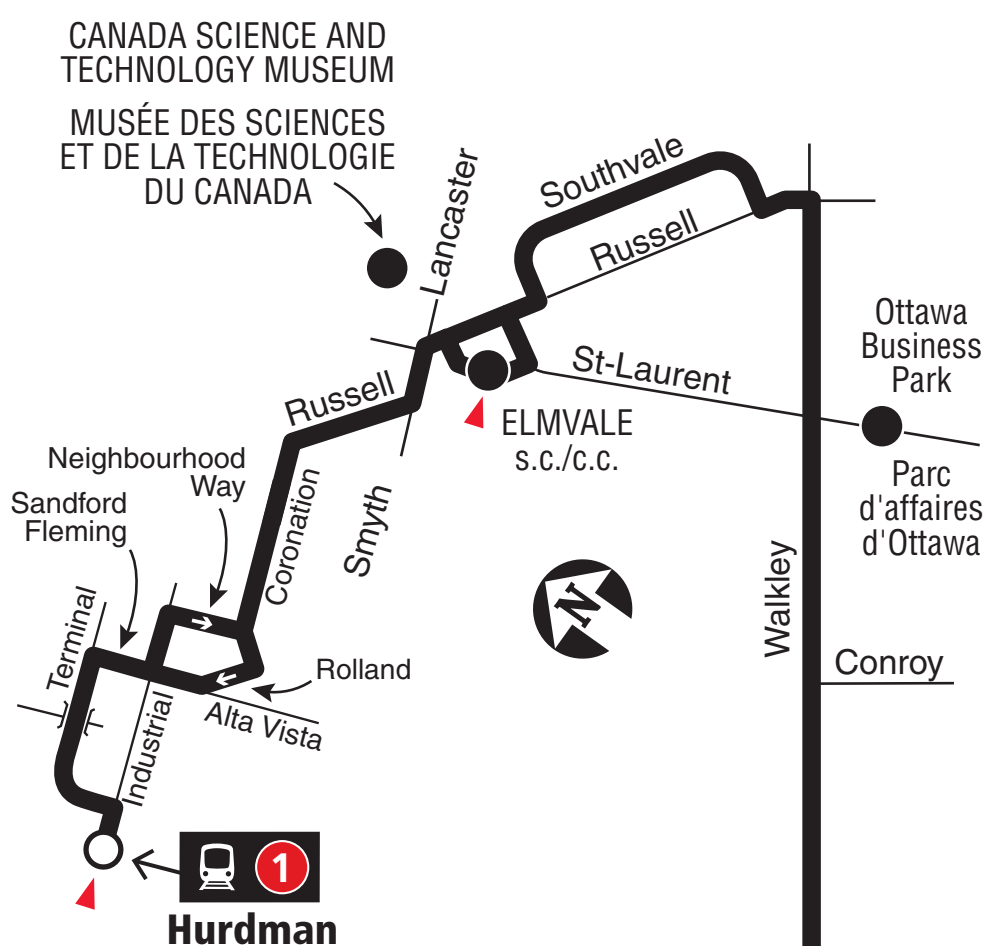 CANADA SCIENCE AND
TECHNOLOGY MUSEUM
MUSÉE DES SCIENCES
ET DE LA TECHNOLOGIE
DU CANADA
Lancaster
Southvale
Russell
Ottawa
Business
Park
St-Laurent
Russell
ELMVALE
s.c./c.c.
Neighbourhood
Way
Sandford
Fleming
Coronation
Smyth
Parc
d'affaires
d'Ottawa
N
Walkley
Terminal
Rolland
Conroy
Industrial
Alta Vista
1
Hurdman